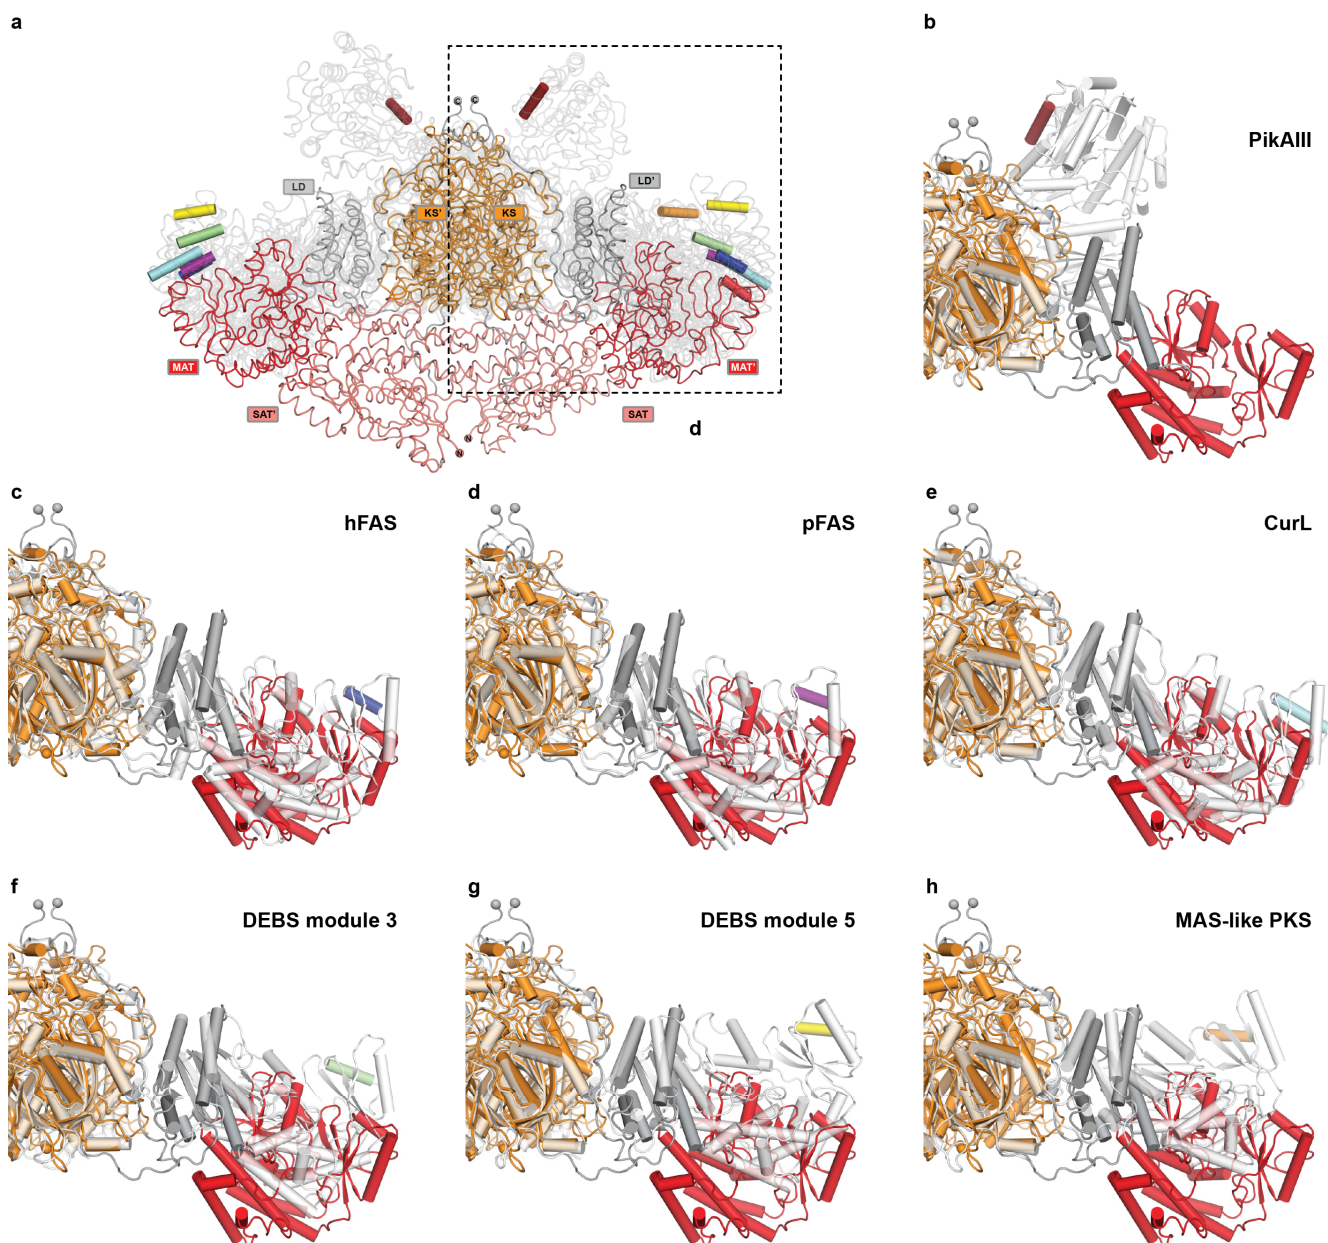 a
b
C C
PikAIII
LD
LD'
KS'
KS
MAT
MAT'
SAT'
SAT
N
N
d
c
hFAS
d
pFAS
e
CurL
f
DEBS module 3
g
DEBS module 5
h
MAS-like PKS